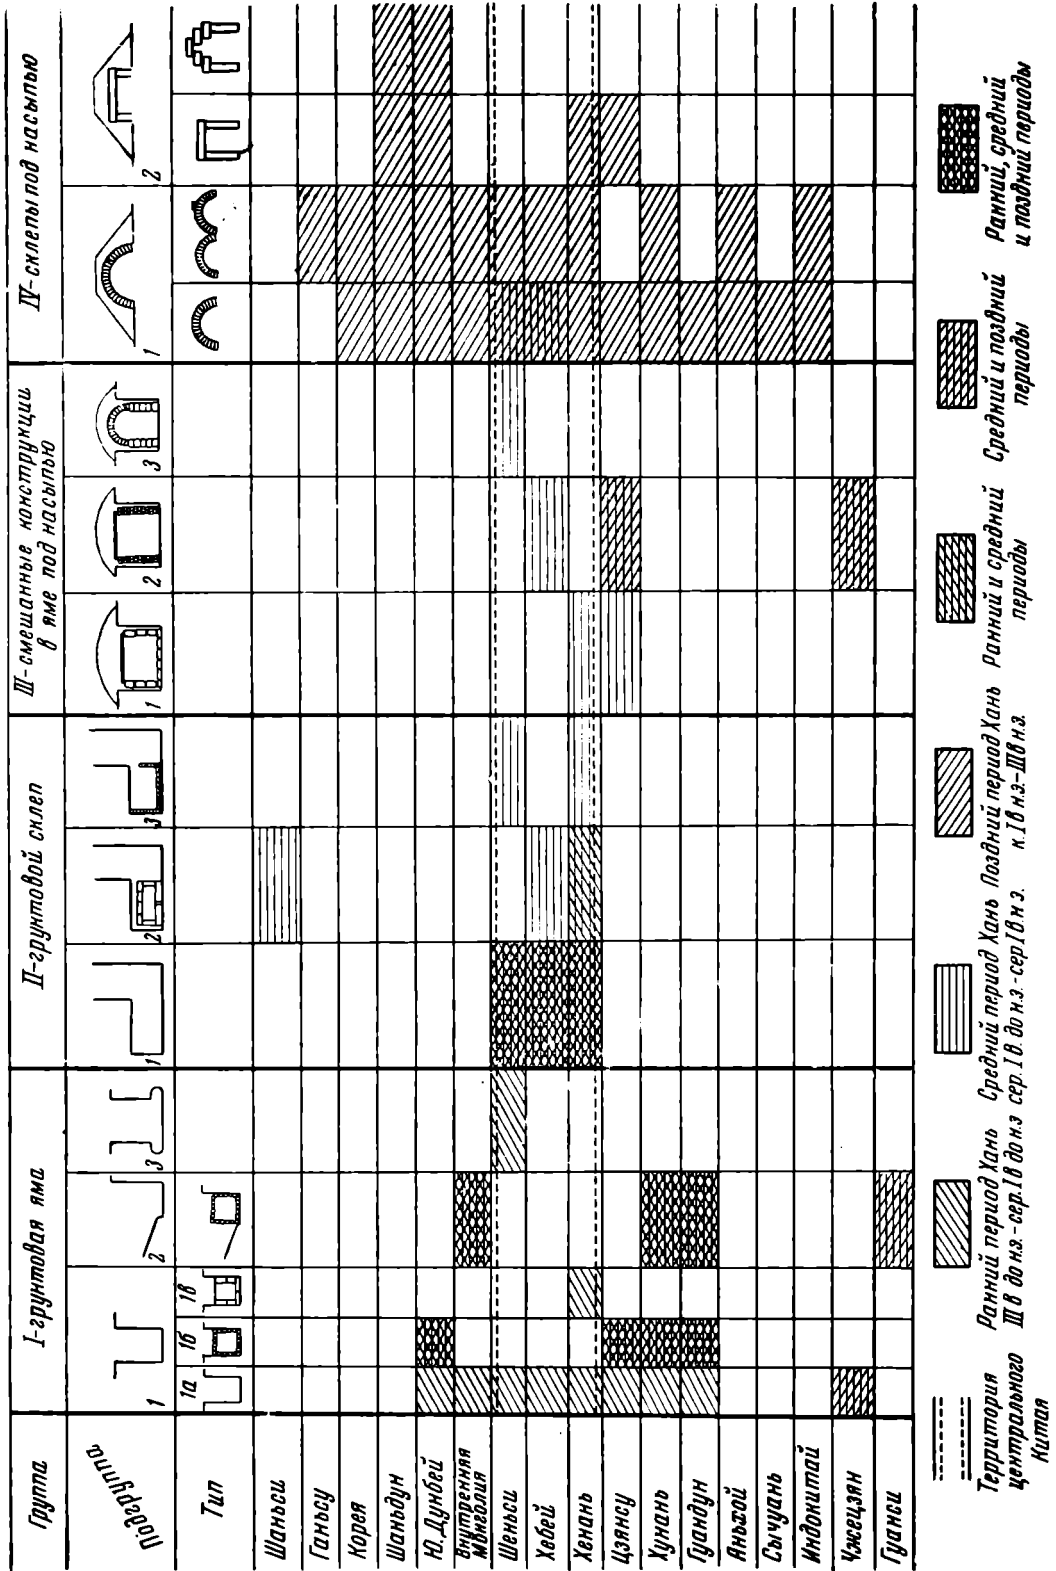 Группа
I-грунтовая яма
II-грунтовой склеп
III-смешанные конструкции
в яме под насыпью
IV-склепы под насыпью
Подгруппа
1
2
3
1
2
3
1
2
3
1
2
Тип
1а
1б
1в
Шаньси
Ганьсу
Корея
Шаньдун
Ю.Дунбей
Внутренняя
Монголия
Шеньси
Хебей
Хенань
Цзянсу
Хунань
Гуандун
Аньхой
Сычуань
Индокитай
Чжецзян
Гуанси
Территория
центрального
Китая
Ранний период Хань
III в до н.э.-сер.I в до н.э
Средний период Хань
сер.I в. до н.э.-сер I в н.э.
Поздний период Хань
к.I в н.э.-III в н.э.
Ранний и средний
периоды
Средний и поздний
периоды
Ранний, средний
и поздний периоды